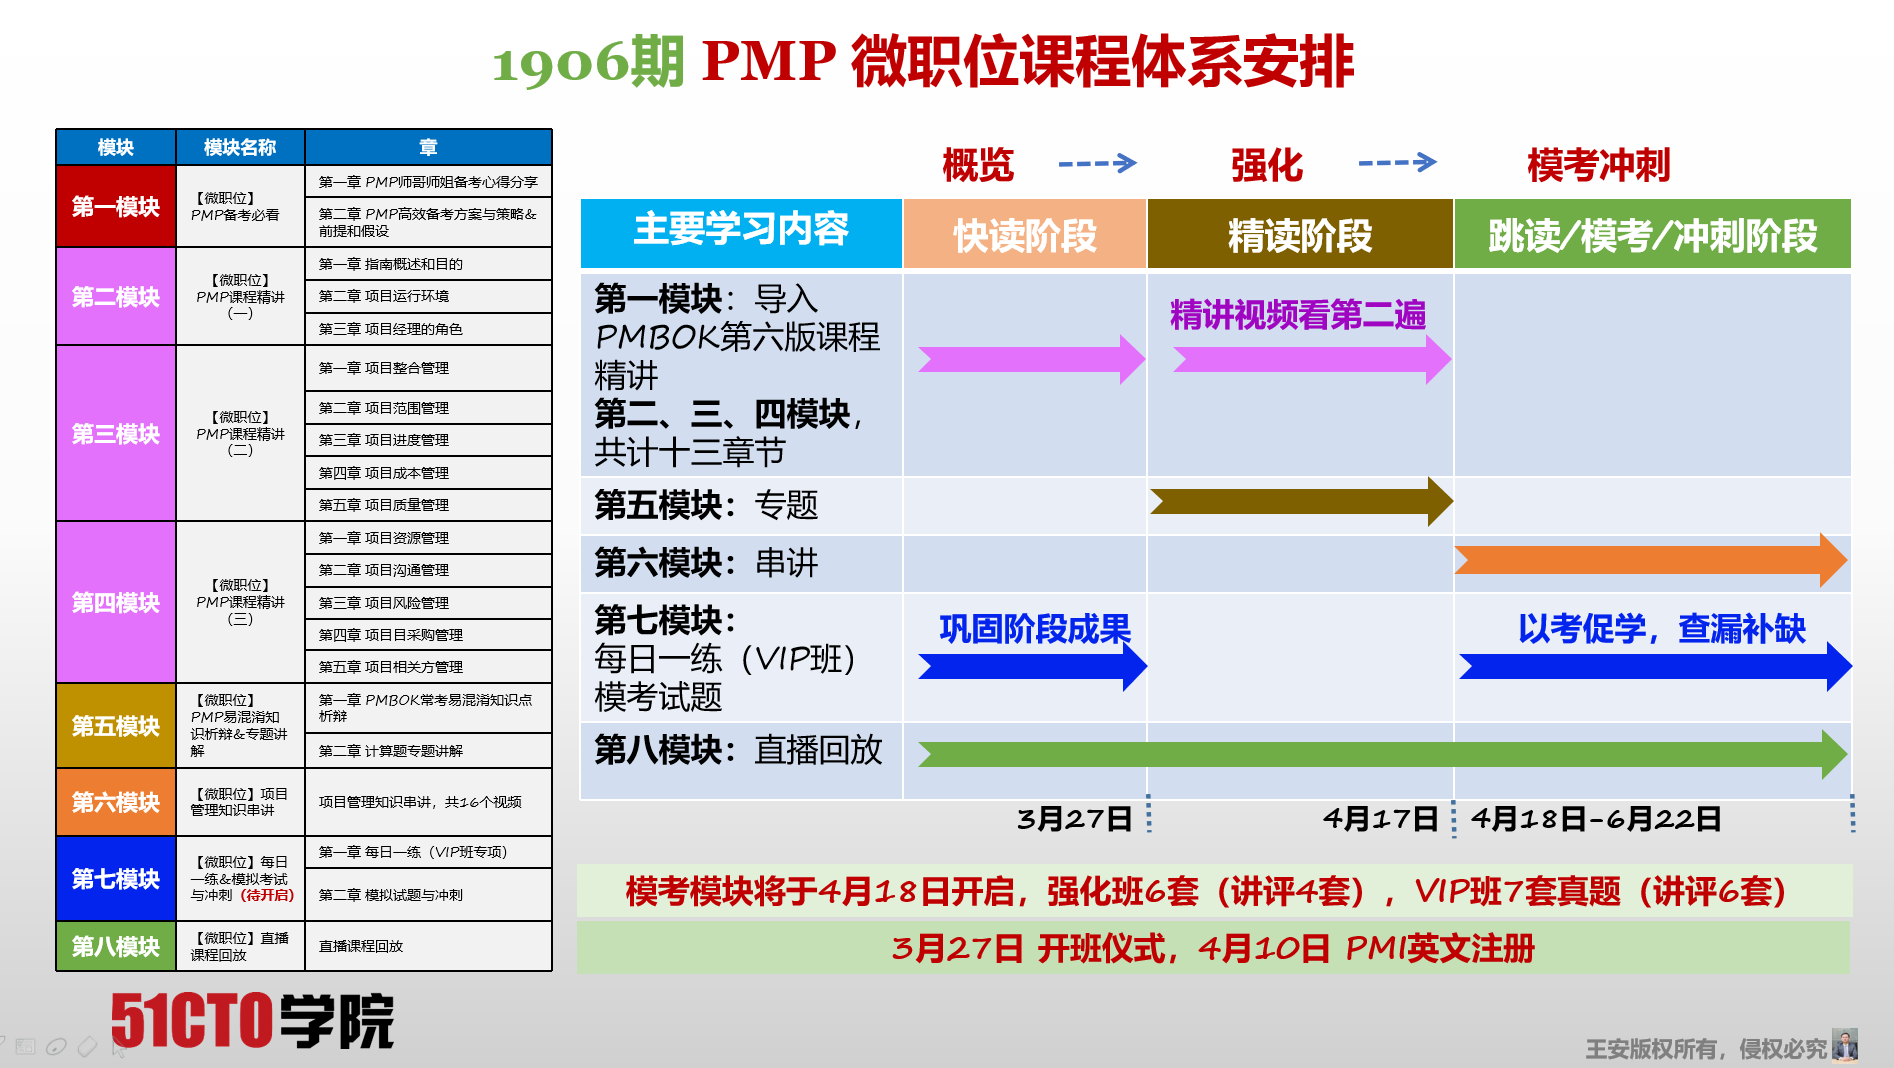 1906期 PMP 微职位课程体系安排
模块 模块名称 章
第一模块
【微职位】
PMP备考必看
第一章 PMP师哥师姐备考心得分享
第二章 PMP高效备考方案与策略&
前提和假设
第二模块
【微职位】
PMP课程精讲
（一）
第一章 指南概述和目的
第二章 项目运行环境
第三章 项目经理的角色
第三模块
【微职位】
PMP课程精讲
（二）
第一章 项目整合管理
第二章 项目范围管理
第三章 项目进度管理
第四章 项目成本管理
第五章 项目质量管理
第四模块
【微职位】
PMP课程精讲
（三）
第一章 项目资源管理
第二章 项目沟通管理
第三章 项目风险管理
第四章 项目目采购管理
第五章 项目相关方管理
第五模块
【微职位】
PMP易混淆知
识析辩&专题讲
解
第一章 PMBOK常考易混淆知识点
析辩
第二章 计算题专题讲解
第六模块
【微职位】项目
管理知识串讲
项目管理知识串讲，共16个视频
第七模块
【微职位】每日
一练&模拟考试
与冲刺（待开启）
第一章 每日一练（VIP班专项）
第二章 模拟试题与冲刺
第八模块
【微职位】直播
课程回放
直播课程回放
概览 强化 模考冲刺
主要学习内容 快读阶段 精读阶段 跳读/模考/冲刺阶段
第一模块：导入
PMBOK第六版课程
精讲
第二、三、四模块，
共计十三章节
精讲视频看第二遍
第五模块：专题
第六模块：串讲
第七模块：
每日一练（VIP班）
模考试题
巩固阶段成果
以考促学，查漏补缺
第八模块：直播回放
3月27日 4月17日 4月18日-6月22日
模考模块将于4月18日开启，强化班6套（讲评4套），VIP班7套真题（讲评6套）
3月27日 开班仪式，4月10日 PMI英文注册
51CTO学院
王安版权所有，侵权必究